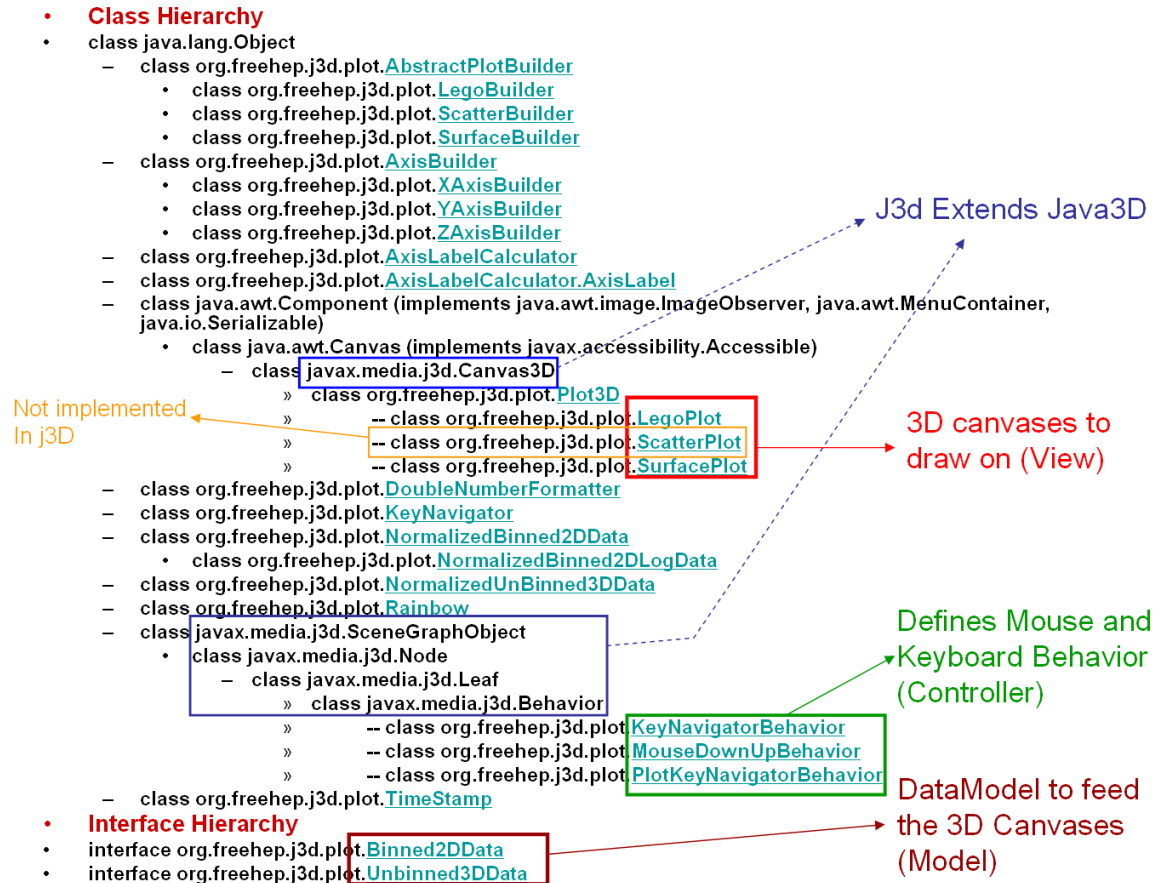 • Class Hierarchy
• class java.lang.Object
– class org.freehep.j3d.plot.AbstractPlotBuilder
• class org.freehep.j3d.plot.LegoBuilder
• class org.freehep.j3d.plot.ScatterBuilder
• class org.freehep.j3d.plot.SurfaceBuilder
– class org.freehep.j3d.plot.AxisBuilder
• class org.freehep.j3d.plot.XAxisBuilder
• class org.freehep.j3d.plot.YAxisBuilder
• class org.freehep.j3d.plot.ZAxisBuilder
– class org.freehep.j3d.plot.AxisLabelCalculator
– class org.freehep.j3d.plot.AxisLabelCalculator.AxisLabel
– class java.awt.Component (implements java.awt.image.ImageObserver, java.awt.MenuContainer,
java.io.Serializable)
• class java.awt.Canvas (implements javax.accessibility.Accessible)
– class javax.media.j3d.Canvas3D
» class org.freehep.j3d.plot.Plot3D
» -- class org.freehep.j3d.plot.LegoPlot
» -- class org.freehep.j3d.plot.ScatterPlot
» -- class org.freehep.j3d.plot.SurfacePlot
– class org.freehep.j3d.plot.DoubleNumberFormatter
– class org.freehep.j3d.plot.KeyNavigator
– class org.freehep.j3d.plot.NormalizedBinned2DData
• class org.freehep.j3d.plot.NormalizedBinned2DLogData
– class org.freehep.j3d.plot.NormalizedUnBinned3DData
– class org.freehep.j3d.plot.Rainbow
– class javax.media.j3d.SceneGraphObject
• class javax.media.j3d.Node
– class javax.media.j3d.Leaf
» class javax.media.j3d.Behavior
» -- class org.freehep.j3d.plot.KeyNavigatorBehavior
» -- class org.freehep.j3d.plot.MouseDownUpBehavior
» -- class org.freehep.j3d.plot.PlotKeyNavigatorBehavior
– class org.freehep.j3d.plot.TimeStamp
• Interface Hierarchy
• interface org.freehep.j3d.plot.Binned2DData
• interface org.freehep.j3d.plot.Unbinned3DData
J3d Extends Java3D
Not implemented
In j3D
3D canvases to
draw on (View)
Defines Mouse and
Keyboard Behavior
(Controller)
DataModel to feed
the 3D Canvases
(Model)